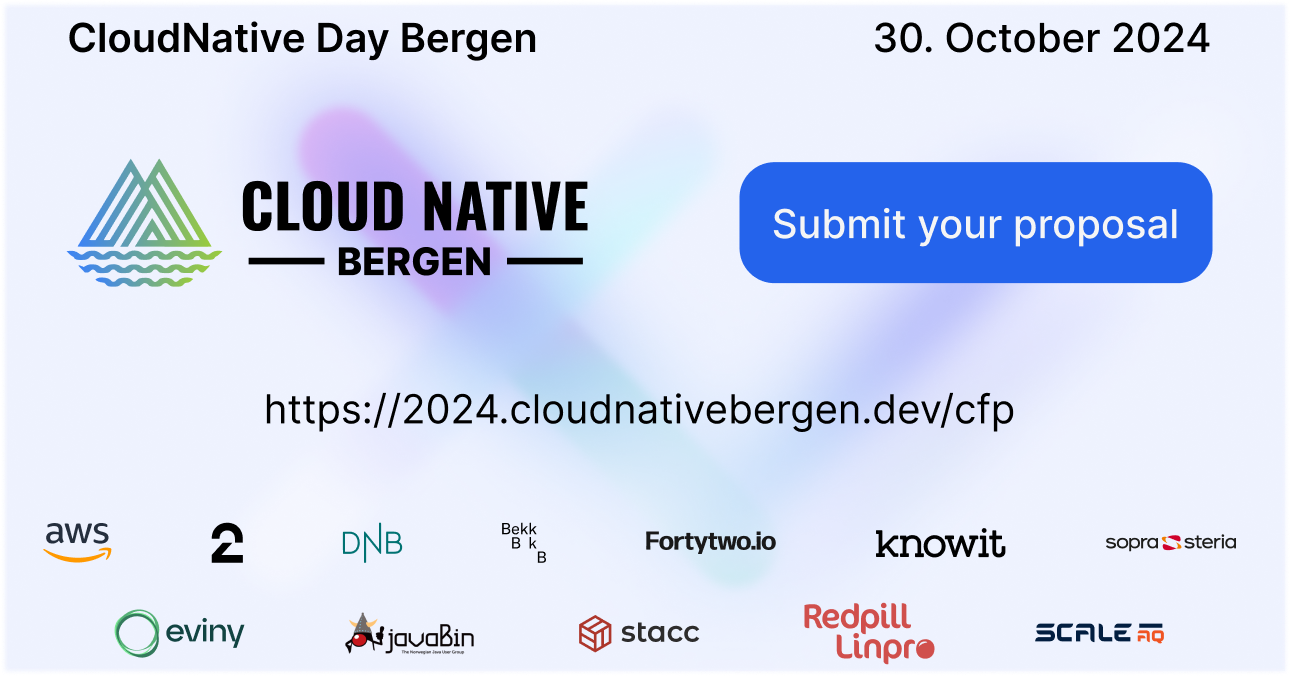 CloudNative Day Bergen
30. October 2024
CLOUD NATIVE
BERGEN
Submit your proposal
https://2024.cloudnativebergen.dev/cfp
aws
2
DNB
Bekk
B k
B
Fortytwo.io
knowit
sopra steria
eviny
javaBin
The Norwegian Java User Group
stacc
Redpill
Linpro
SCALE AQ